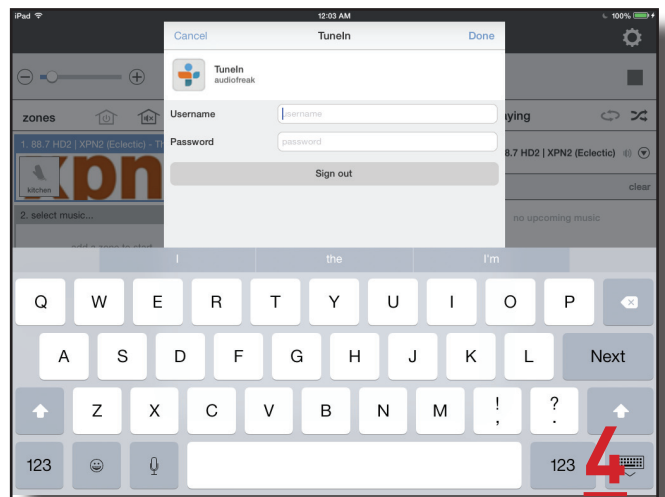 iPad 12:03 AM 100%
Cancel TuneIn Done
TuneIn
audiofreak
zones
Username username
Password password
Sign out
1. 88.7 HD2 | XPN2 (Eclectic) - Th
xpn
kitchen
2. select music...
add a zone to start
ying
8.7 HD2 | XPN2 (Eclectic)
clear
no upcoming music
I the I'm
Q W E R T Y U I O P
A S D F G H J K L Next
Z X C V B N M ! , ? .
123 123
4